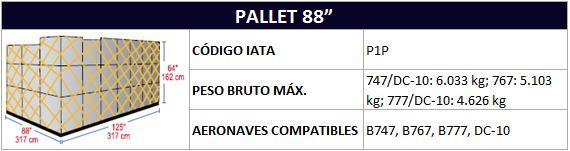 PALLET 88”
64"
162 cm
88"
317 cm
125"
317 cm
CÓDIGO IATA
P1P
PESO BRUTO MÁX.
747/DC-10: 6.033 kg; 767: 5.103
kg; 777/DC-10: 4.626 kg
AERONAVES COMPATIBLES
B747, B767, B777, DC-10